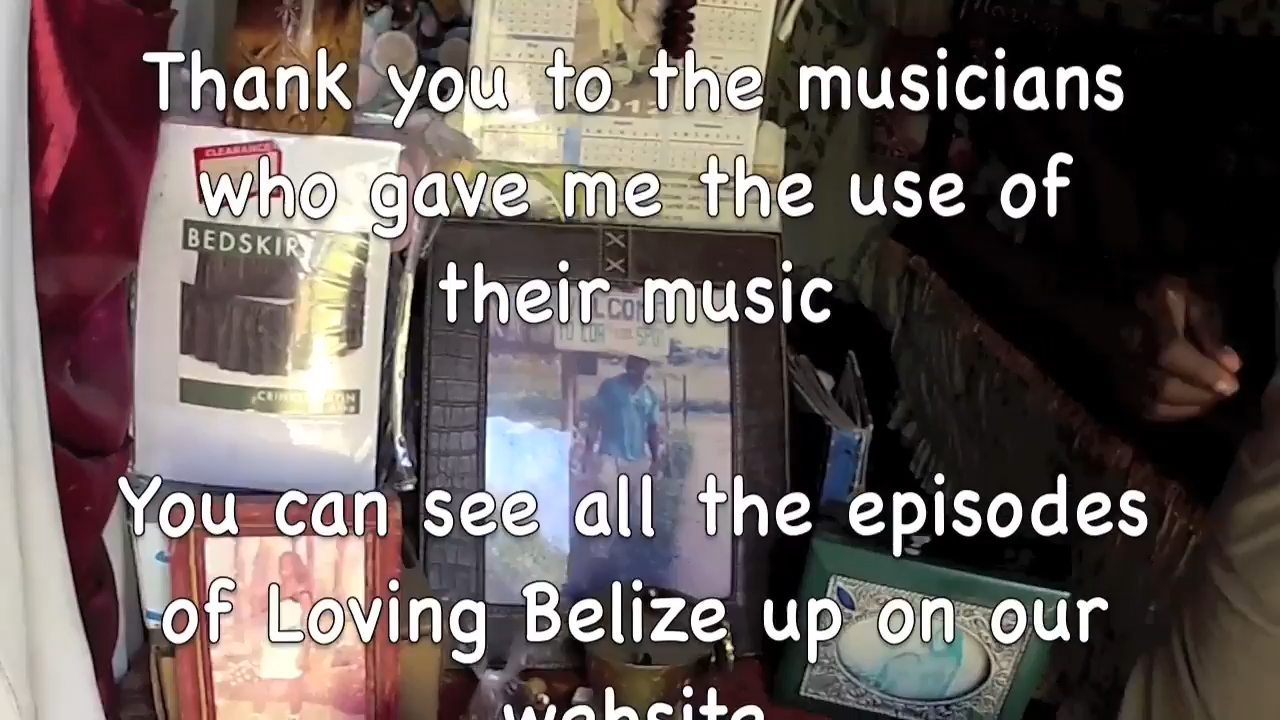 Thank you to the musicians
who gave me the use of
their music
You can see all the episodes
of Loving Belize up on our
website
CLEARANCE
BEDSKIR